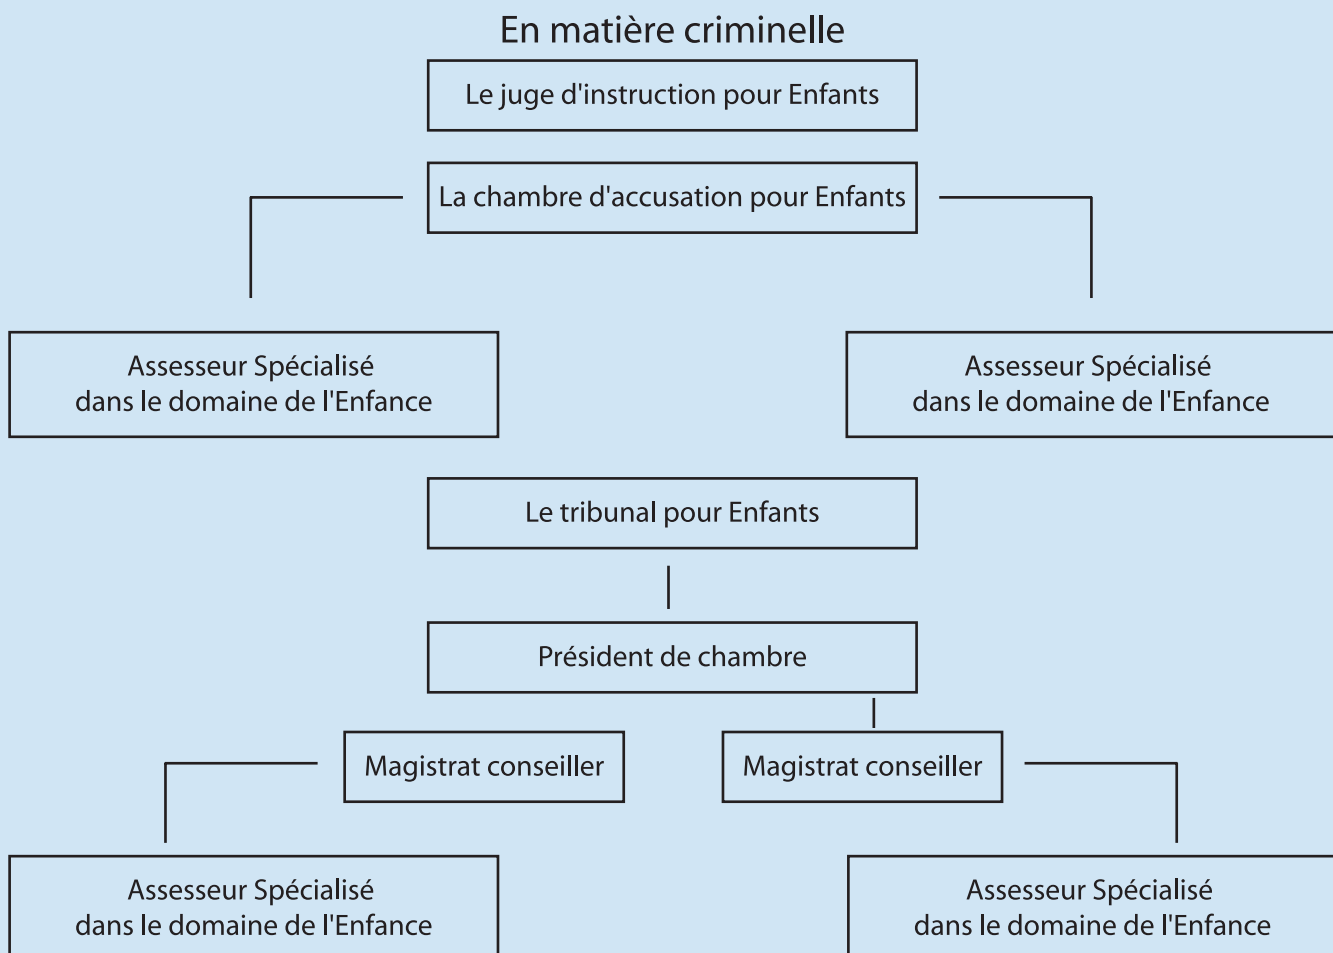 En matière criminelle
Le juge d'instruction pour Enfants
La chambre d'accusation pour Enfants
Assesseur Spécialisé
dans le domaine de l'Enfance
Assesseur Spécialisé
dans le domaine de l'Enfance
Le tribunal pour Enfants
Président de chambre
Magistrat conseiller
Magistrat conseiller
Assesseur Spécialisé
dans le domaine de l'Enfance
Assesseur Spécialisé
dans le domaine de l'Enfance